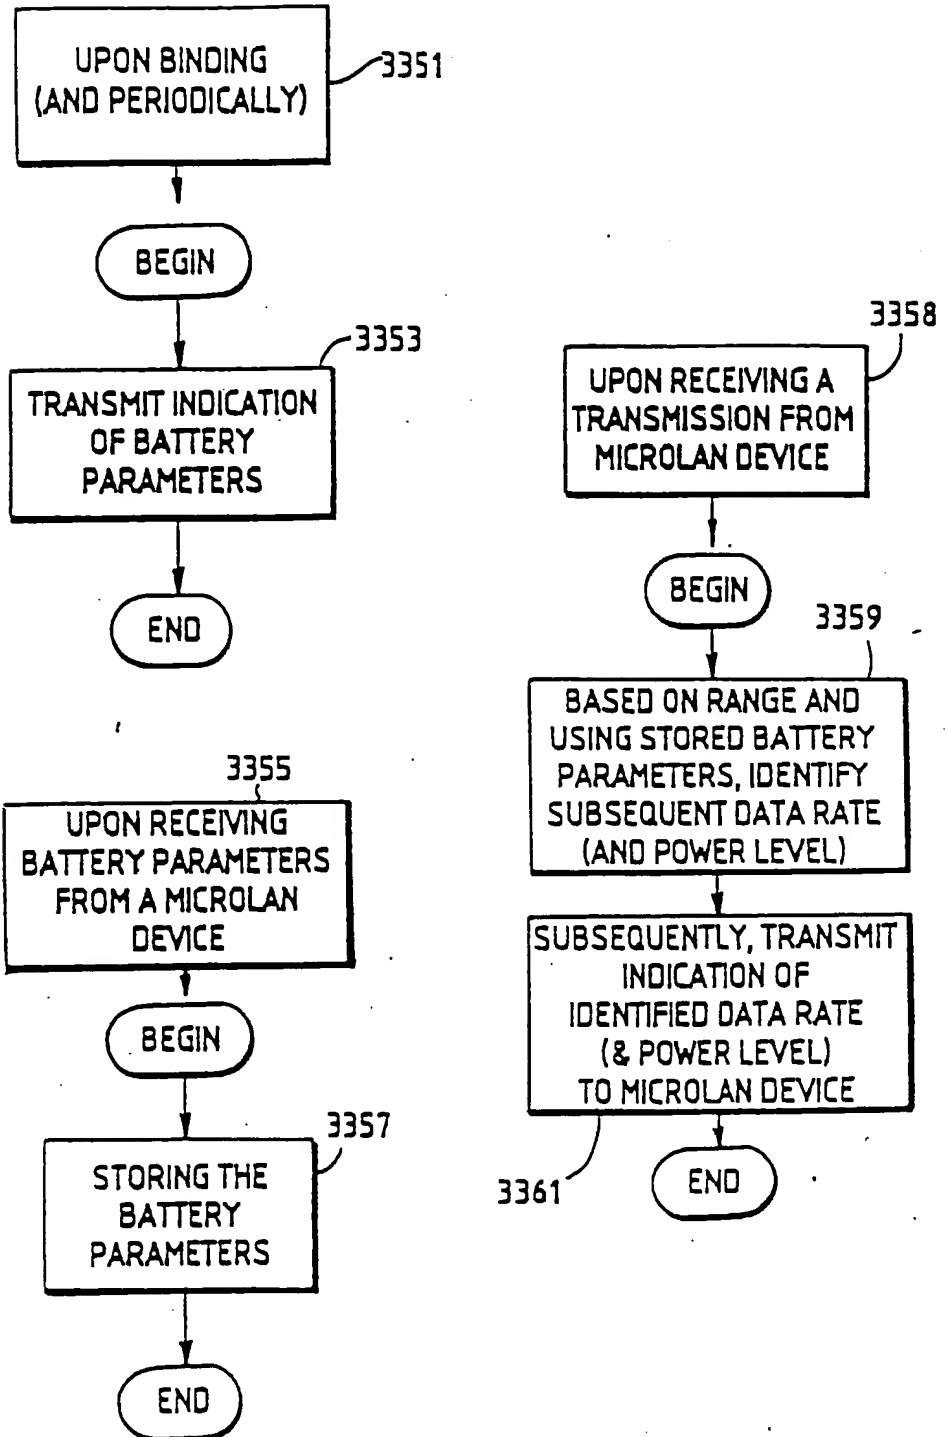 UPON BINDING
(AND PERIODICALLY)
3351
BEGIN
3353
TRANSMIT INDICATION
OF BATTERY
PARAMETERS
END
3355
UPON RECEIVING
BATTERY PARAMETERS
FROM A MICROLAN
DEVICE
BEGIN
3357
STORING THE
BATTERY
PARAMETERS
END
3358
UPON RECEIVING A
TRANSMISSION FROM
MICROLAN DEVICE
BEGIN
3359
BASED ON RANGE AND
USING STORED BATTERY
PARAMETERS, IDENTIFY
SUBSEQUENT DATA RATE
(AND POWER LEVEL)
SUBSEQUENTLY, TRANSMIT
INDICATION OF
IDENTIFIED DATA RATE
(& POWER LEVEL)
TO MICROLAN DEVICE
3361
END